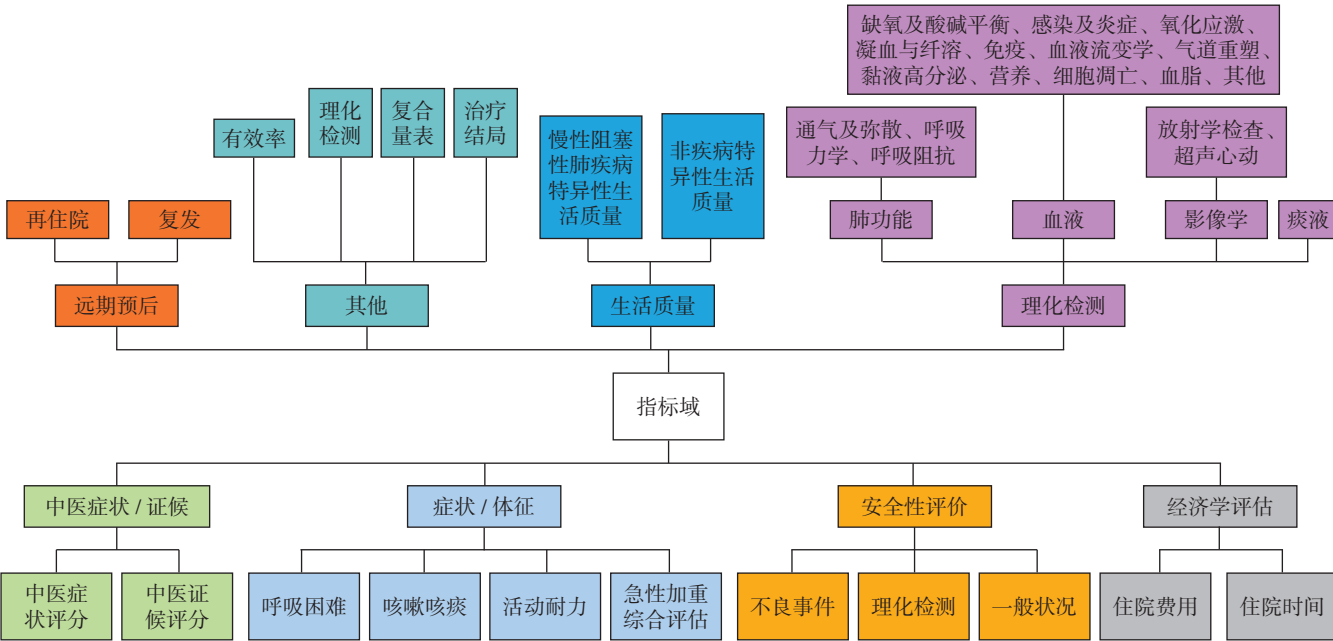 缺氧及酸碱平衡、感染及炎症、氧化应激、
凝血与纤溶、免疫、血液流变学、气道重塑、
黏液高分泌、营养、细胞凋亡、血脂、其他
有效率
理化
检测
复合
量表
治疗
结局
慢性阻塞
性肺疾病
特异性生
活质量
非疾病特
异性生活
质量
通气及弥散、呼吸
力学、呼吸阻抗
放射学检查、
超声心动
再住院
复发
肺功能
血液
影像学
痰液
远期预后
其他
生活质量
理化检测
指标域
中医症状 / 证候
症状 / 体征
安全性评价
经济学评估
中医症
状评分
中医证
候评分
呼吸困难
咳嗽咳痰
活动耐力
急性加重
综合评估
不良事件
理化检测
一般状况
住院费用
住院时间